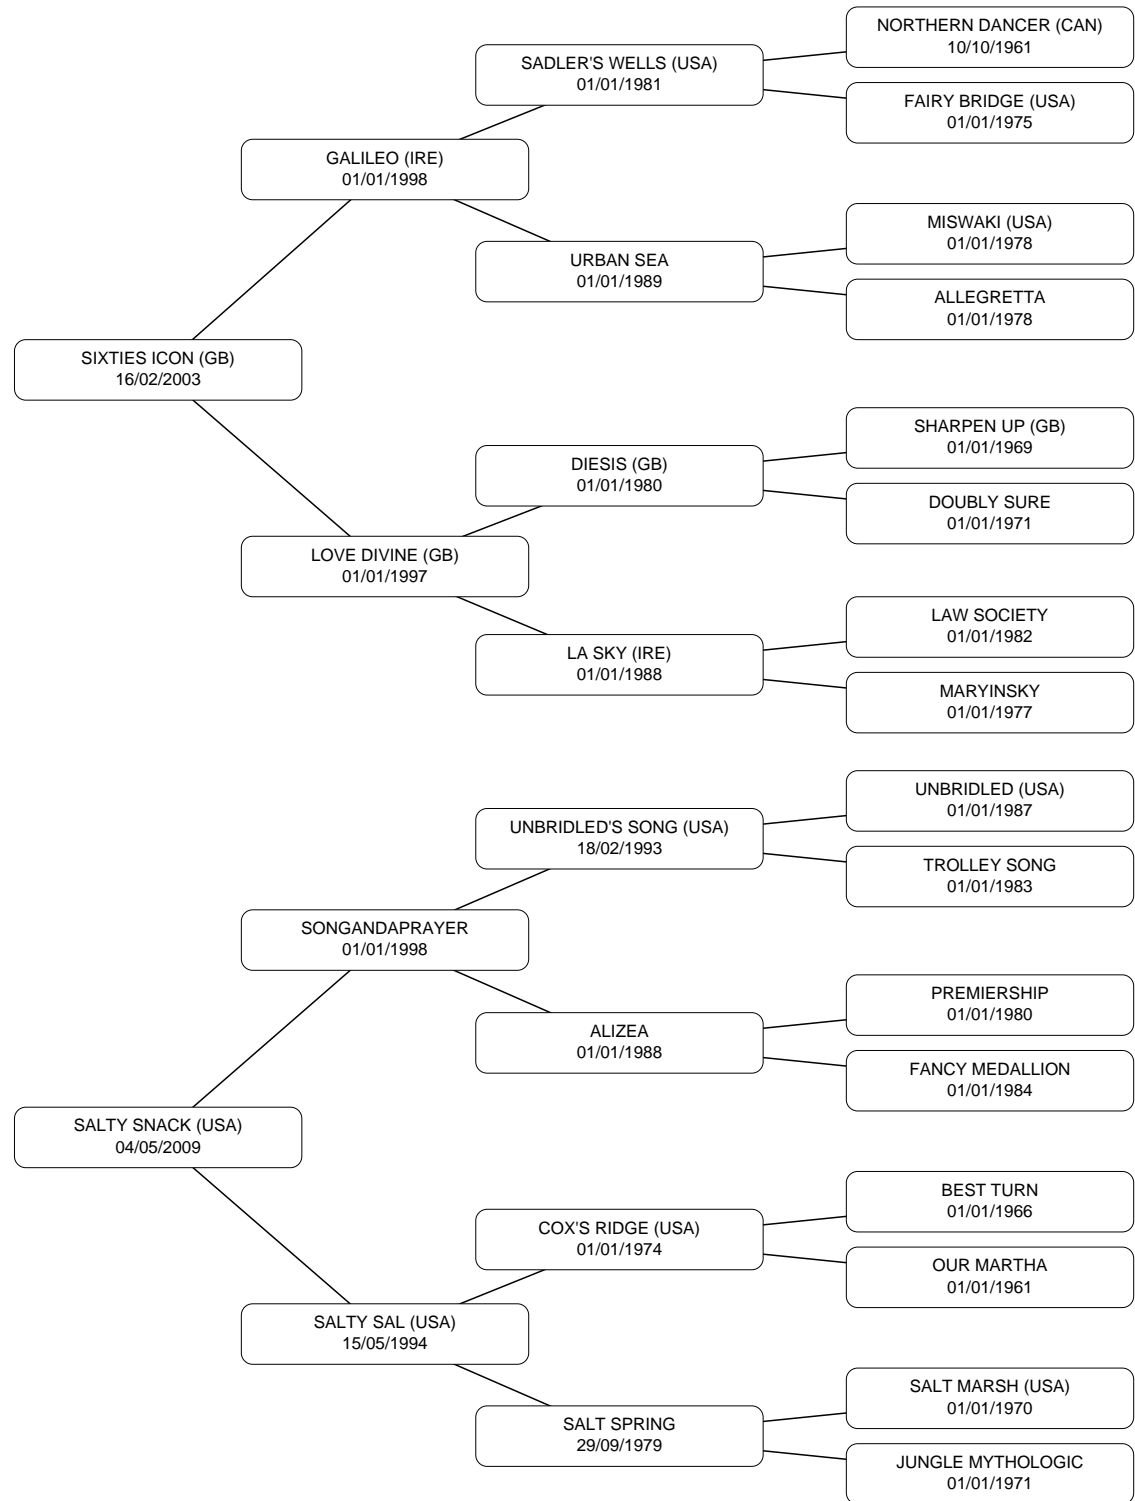 NORTHERN DANCER (CAN)
10/10/1961
SADLER'S WELLS (USA)
01/01/1981
FAIRY BRIDGE (USA)
01/01/1975
GALILEO (IRE)
01/01/1998
MISWAKI (USA)
01/01/1978
URBAN SEA
01/01/1989
ALLEGRETTA
01/01/1978
SIXTIES ICON (GB)
16/02/2003
SHARPEN UP (GB)
01/01/1969
DIESIS (GB)
01/01/1980
DOUBLY SURE
01/01/1971
LOVE DIVINE (GB)
01/01/1997
LAW SOCIETY
01/01/1982
LA SKY (IRE)
01/01/1988
MARYINSKY
01/01/1977
UNBRIDLED (USA)
01/01/1987
UNBRIDLED'S SONG (USA)
18/02/1993
TROLLEY SONG
01/01/1983
SONGANDAPRAYER
01/01/1998
PREMIERSHIP
01/01/1980
ALIZEA
01/01/1988
FANCY MEDALLION
01/01/1984
SALTY SNACK (USA)
04/05/2009
BEST TURN
01/01/1966
COX'S RIDGE (USA)
01/01/1974
OUR MARTHA
01/01/1961
SALTY SAL (USA)
15/05/1994
SALT MARSH (USA)
01/01/1970
SALT SPRING
29/09/1979
JUNGLE MYTHOLOGIC
01/01/1971